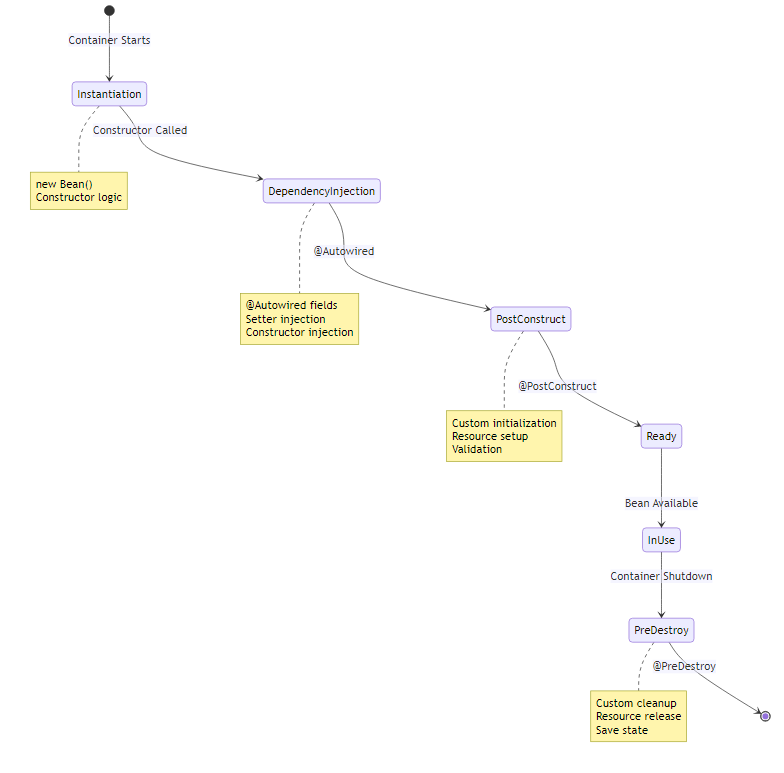 Container Starts
Instantiation
Constructor Called
new Bean()
Constructor logic
DependencyInjection
@Autowired
@Autowired fields
Setter injection
Constructor injection
PostConstruct
@PostConstruct
Custom initialization
Resource setup
Validation
Ready
Bean Available
InUse
Container Shutdown
PreDestroy
@PreDestroy
Custom cleanup
Resource release
Save state